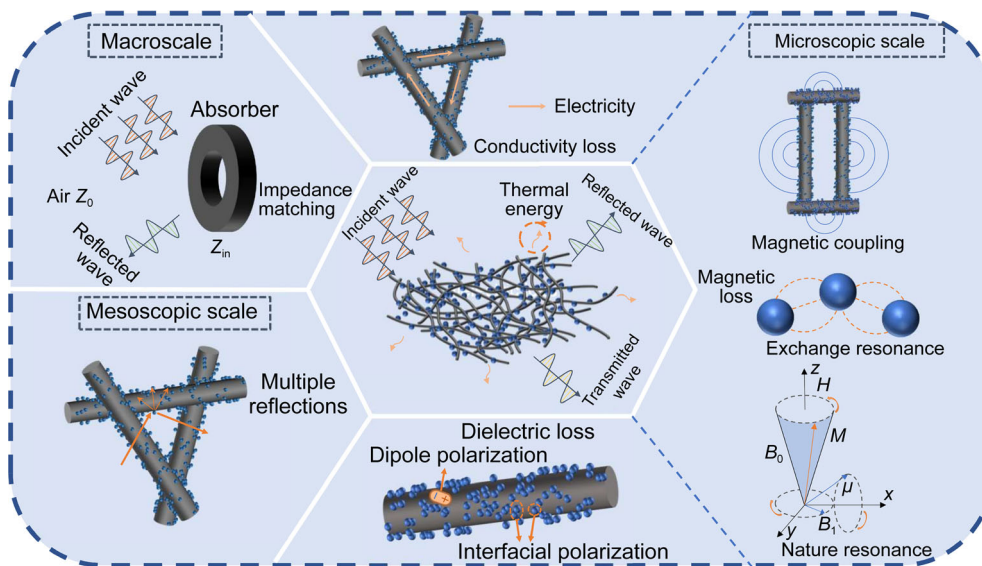 Macroscale
Incident wave
Absorber
Air Z0
Impedance
matching
Reflected
wave
Zin
Electricity
Conductivity loss
Microscopic scale
Magnetic coupling
Magnetic
loss
Exchange resonance
z
H
M
B0
μ
x
y
B1
Nature resonance
Incident wave
Thermal
energy
Reflected wave
Transmitted
wave
Mesoscopic scale
Multiple
reflections
Dielectric loss
Dipole polarization
- +
Interfacial polarization